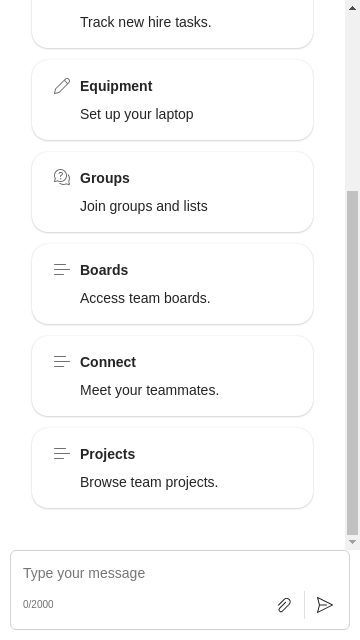 Track new hire tasks.
Equipment
Set up your laptop
Groups
Join groups and lists
Boards
Access team boards.
Connect
Meet your teammates.
Projects
Browse team projects.
Type your message
0/2000